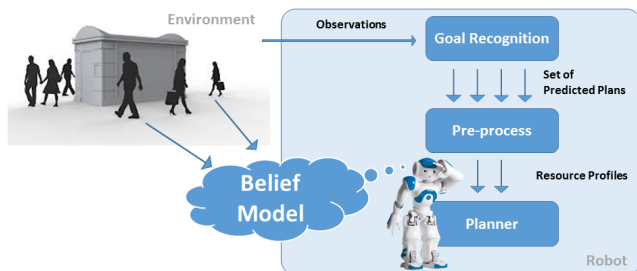 Environment
Observations
Goal Recognition
Set of
Predicted Plans
Pre-process
Resource Profiles
Belief
Model
Planner
Robot